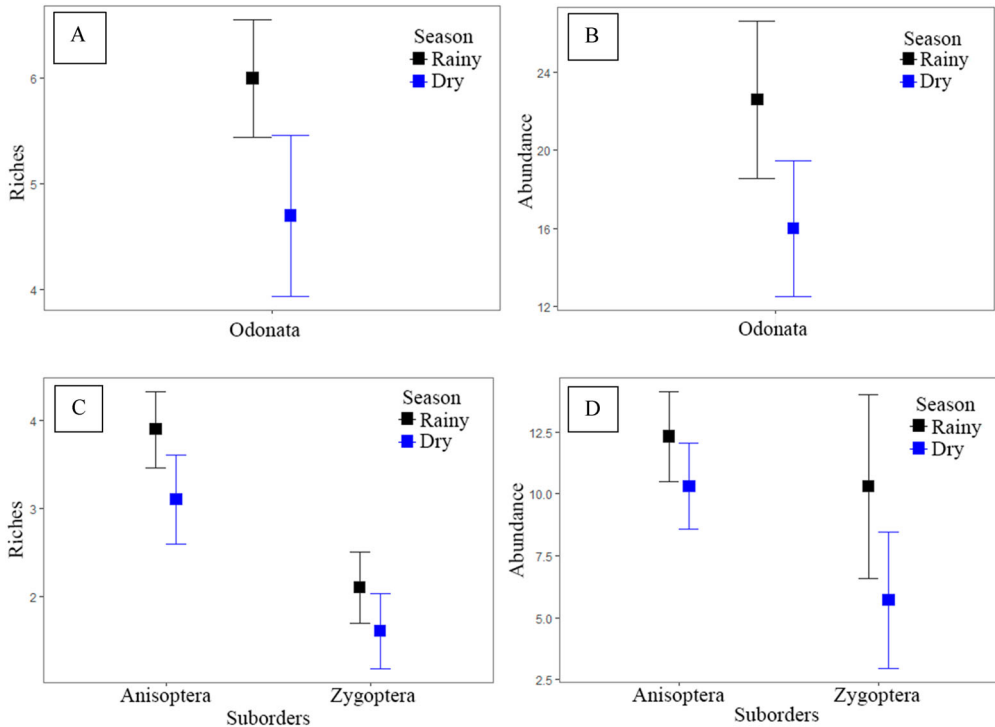 A
Season
Rainy
Dry
Riches
6
5
4
Odonata
B
Season
Rainy
Dry
Abundance
24
20
16
12
Odonata
C
Season
Rainy
Dry
Riches
4
3
2
Anisoptera Zygoptera
Suborders
D
Season
Rainy
Dry
Abundance
12.5
10.0
7.5
5.0
2.5
Anisoptera Zygoptera
Suborders